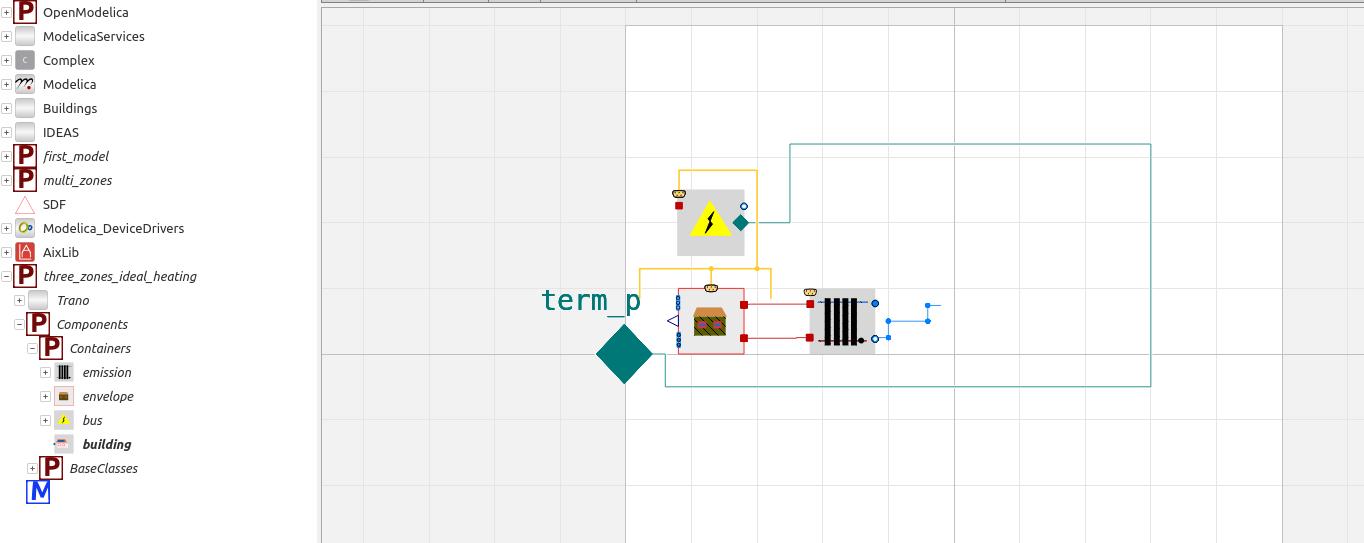 P OpenModelica
ModelicaServices
C Complex
Modelica
Buildings
IDEAS
P first_model
P multi_zones
SDF
Modelica_DeviceDrivers
AixLib
P three_zones_ideal_heating
Trano
P Components
P Containers
emission
envelope
bus
building
P BaseClasses
M
term_p